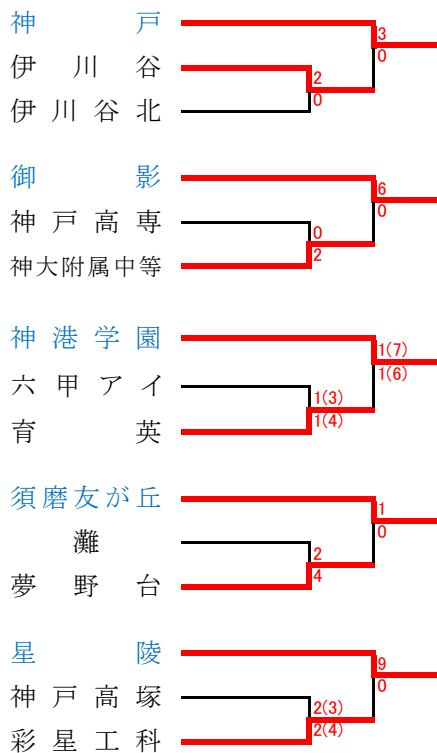 神戸 3
伊川谷 2 0
伊川谷北 0
御影 6
神戸高専 0 0
神大附属中等 2
神港学園 1(7)
六甲アイ 1(3) 1(6)
育英 1(4)
須磨友が丘 1
灘 2 0
夢野台 4
星陵 9
神戸高塚 2(3) 0
彩星工科 2(4)